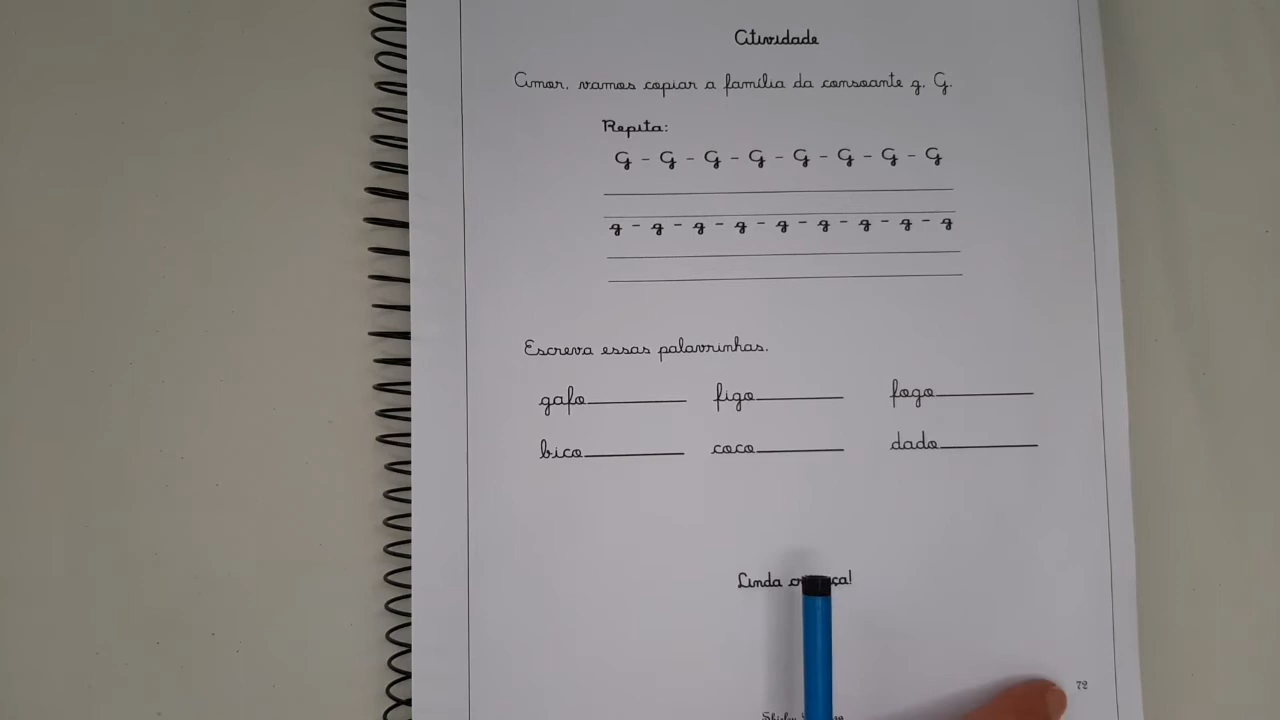 Atividade
Amor, vamos copiar a família da consoante g, G.
Repita:
G - G - G - G - G - G - G - G
g - g - g - g - g - g - g - g - g
Escreva essas palavrinhas.
gafo figo fogo
bico coco dado
Linda
72